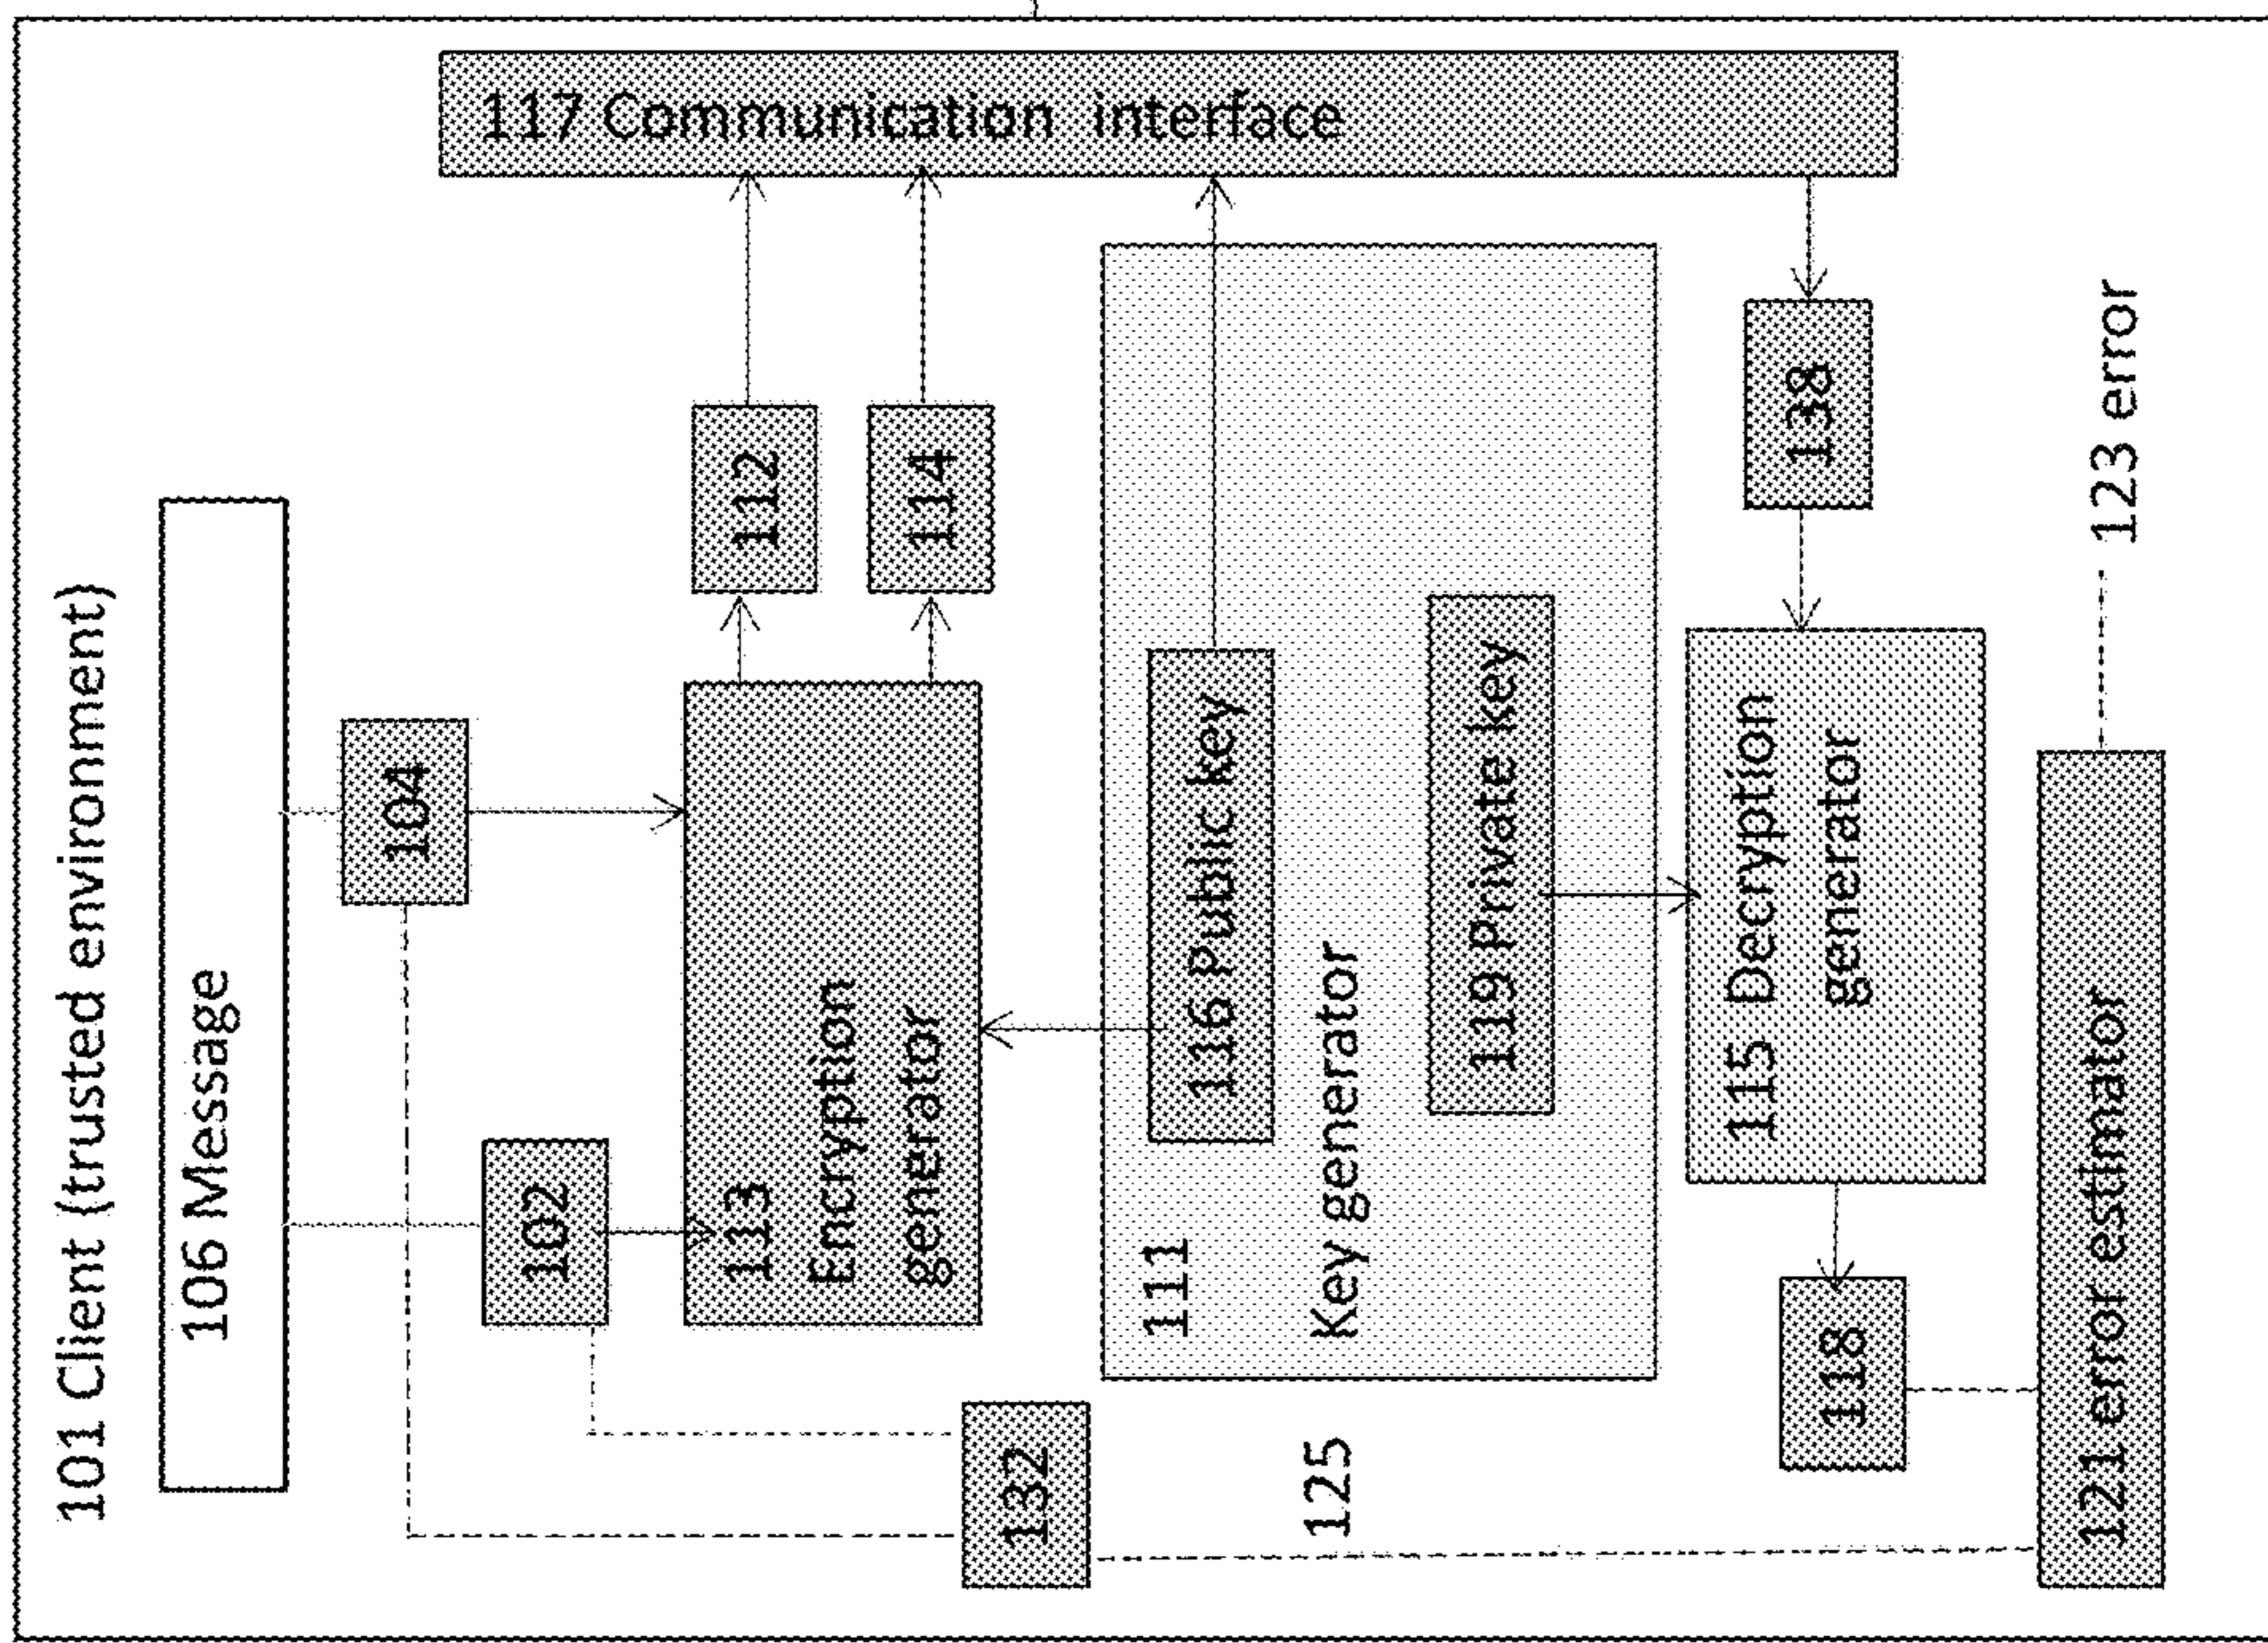 101 Client (trusted environment)
106 Message
104
102
113
Encryption
generator
112
114
117 Communication interface
132
111
116 Public key
Key generator
119 Private key
125
115 Decryption
generator
138
118
121 error estimator
123 error